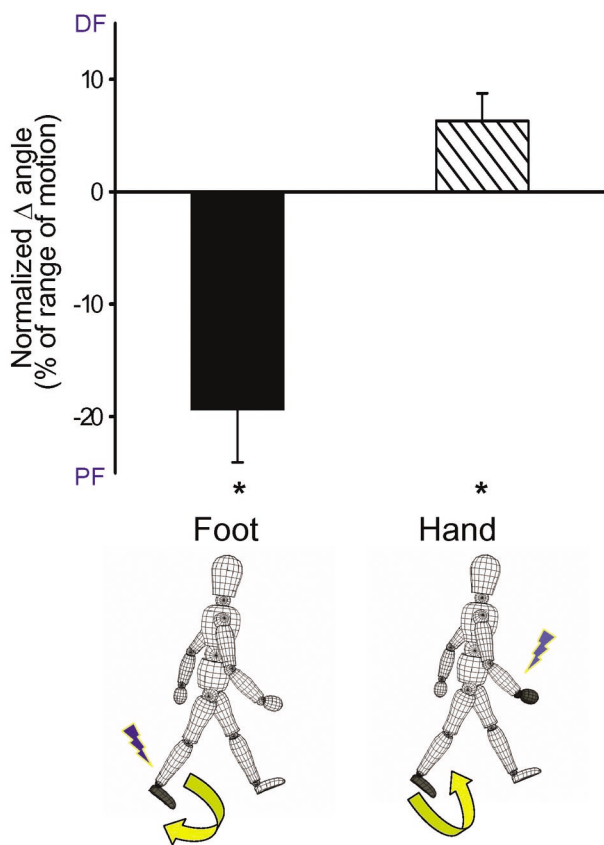 DF
10
0
-10
-20
PF
Normalized Δ angle
(% of range of motion)
* *
Foot Hand